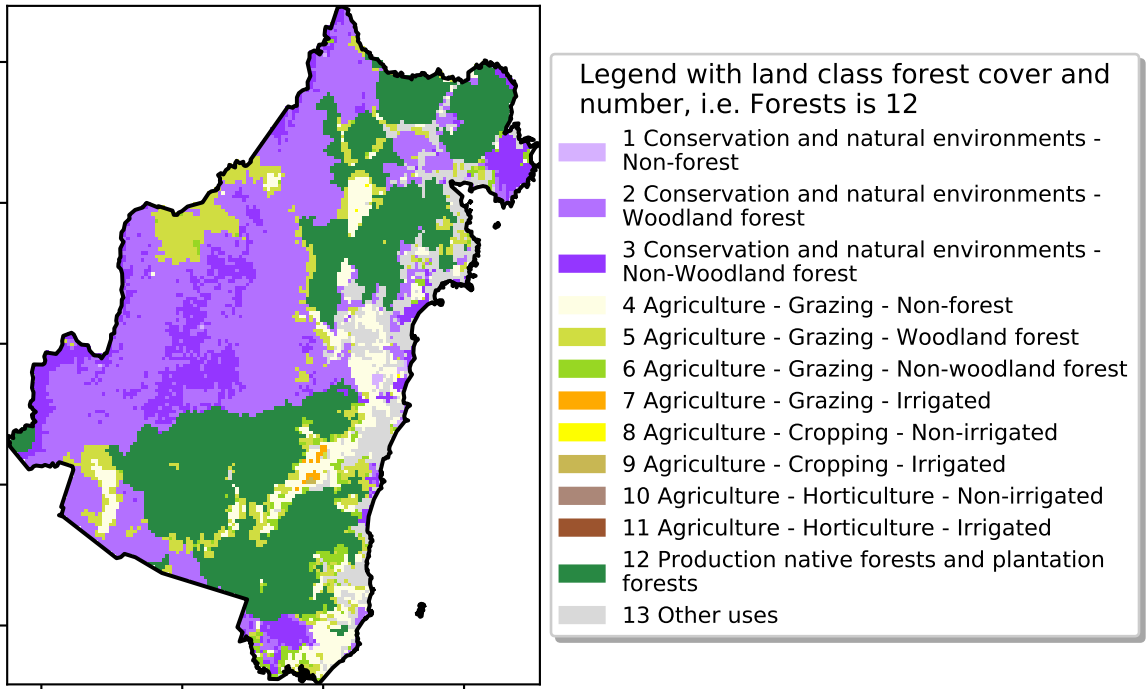 Legend with land class forest cover and
number, i.e. Forests is 12
1 Conservation and natural environments -
Non-forest
2 Conservation and natural environments -
Woodland forest
3 Conservation and natural environments -
Non-Woodland forest
4 Agriculture - Grazing - Non-forest
5 Agriculture - Grazing - Woodland forest
6 Agriculture - Grazing - Non-woodland forest
7 Agriculture - Grazing - Irrigated
8 Agriculture - Cropping - Non-irrigated
9 Agriculture - Cropping - Irrigated
10 Agriculture - Horticulture - Non-irrigated
11 Agriculture - Horticulture - Irrigated
12 Production native forests and plantation
forests
13 Other uses